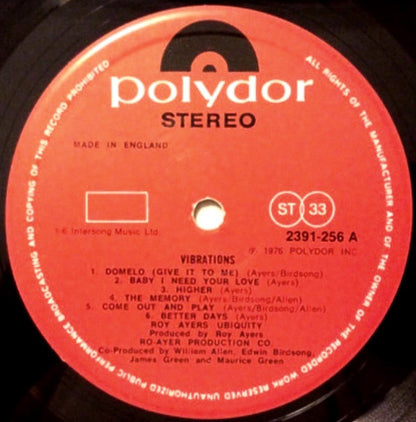 polydor
STEREO
MADE IN ENGLAND
ST 33
1-6 Intersong Music Ltd.
2391-256 A
℗ 1976 POLYDOR INC.
VIBRATIONS
1. DOMELO (GIVE IT TO ME) (Ayers/Birdsong)
2. BABY I NEED YOUR LOVE (Ayers)
3. HIGHER (Ayers)
4. THE MEMORY (Ayers/Birdsong/Allen)
5. COME OUT AND PLAY (Ayers/Birdsong/Allen)
6. BETTER DAYS (Ayers)
ROY AYERS UBIQUITY
Produced by Roy Ayers
RO-AYER PRODUCTION CO.
Co-Produced by William Allen, Edwin Birdsong,
James Green and Maurice Green
ALL RIGHTS OF THE MANUFACTURER AND OF THE OWNER OF THE RECORDED WORK RESERVED UNAUTHORIZED PUBLIC PERFORMANCE BROADCASTING AND COPYING OF THIS RECORD PROHIBITED